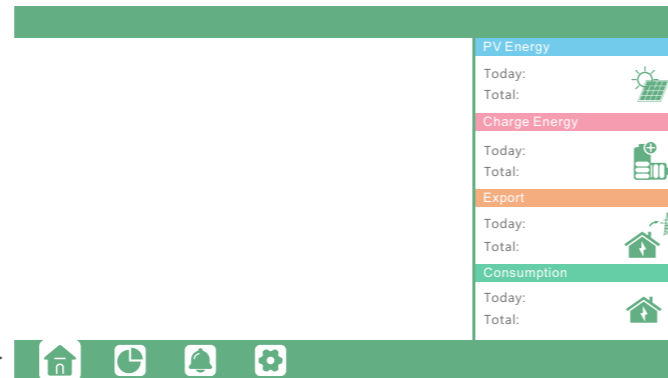 PV Energy
Today:
Total:
Charge Energy
Today:
Total:
Export
Today:
Total:
Consumption
Today:
Total: